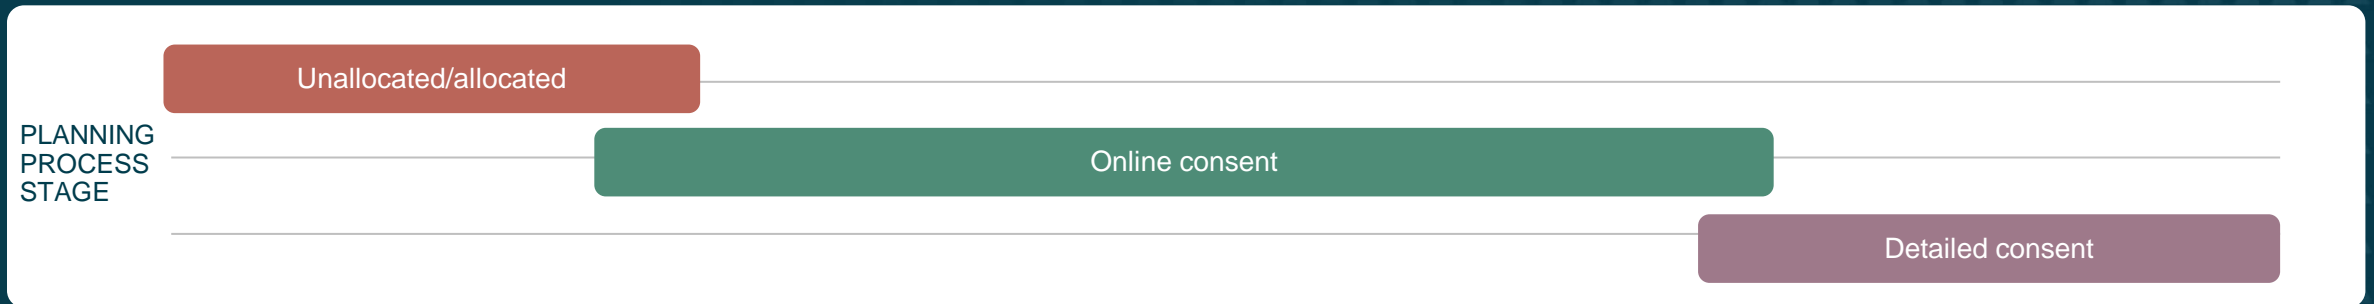 Unallocated/allocated
PLANNING
PROCESS
STAGE
Online consent
Detailed consent